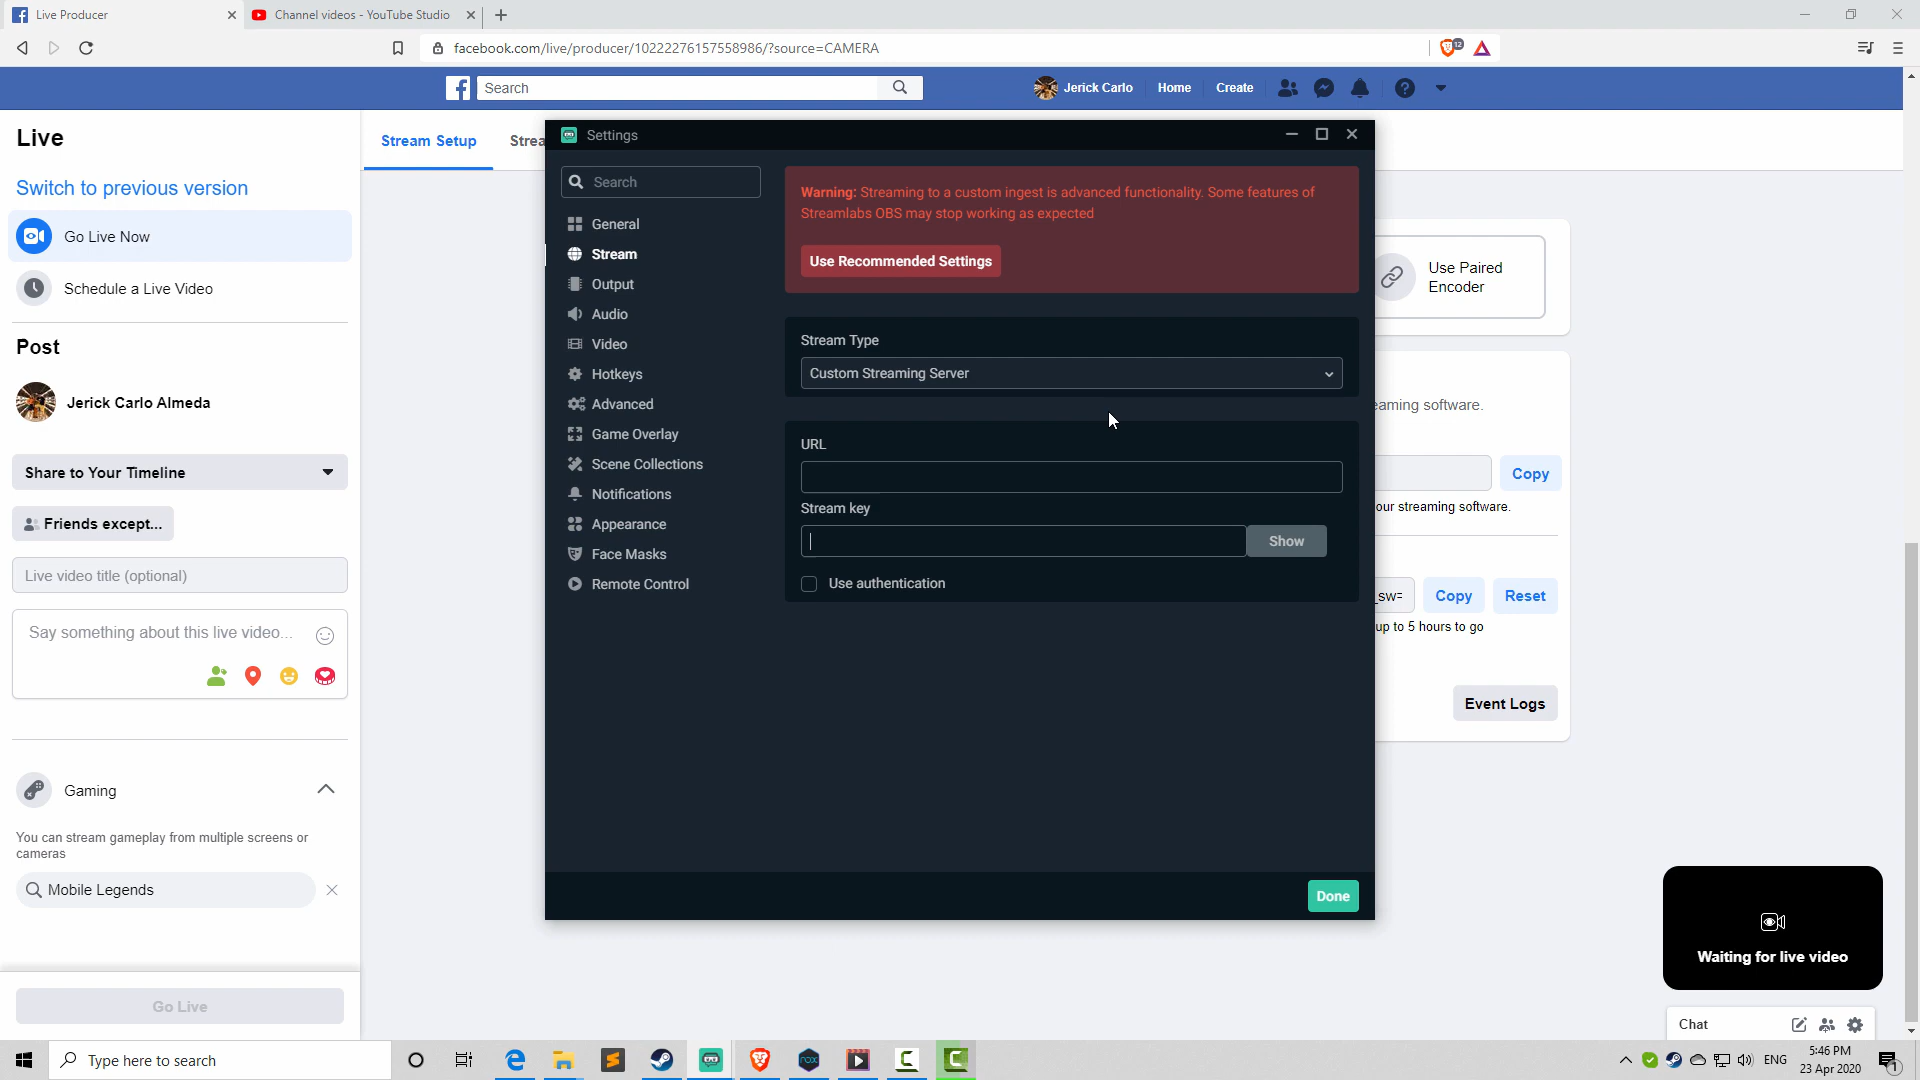 Live Producer
Channel videos - YouTube Studio
facebook.com/live/producer/10222276157558986/?source=CAMERA
12
Search
Jerick Carlo
Home
Create
Live
Switch to previous version
Go Live Now
Schedule a Live Video
Post
Jerick Carlo Almeda
Share to Your Timeline
Friends except...
Live video title (optional)
Say something about this live video...
Gaming
You can stream gameplay from multiple screens or
cameras
Mobile Legends
Go Live
Stream Setup
Strea
Settings
Search
General
Stream
Output
Audio
Video
Hotkeys
Advanced
Game Overlay
Scene Collections
Notifications
Appearance
Face Masks
Remote Control
Warning: Streaming to a custom ingest is advanced functionality. Some features of
Streamlabs OBS may stop working as expected
Use Recommended Settings
Stream Type
Custom Streaming Server
URL
Stream key
Show
Use authentication
Done
Use Paired
Encoder
eaming software.
Copy
our streaming software.
_sw=
Copy
Reset
up to 5 hours to go
Event Logs
Waiting for live video
Chat
Type here to search
nox
ENG
5:46 PM
23 Apr 2020
1